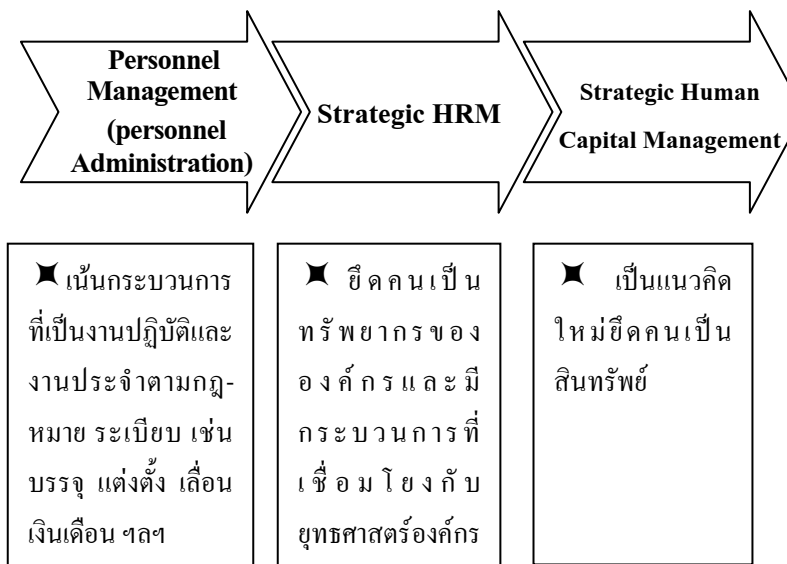 Personnel
Management
(personnel
Administration)
Strategic HRM
Strategic Human
Capital Management
เน้นกระบวนการ
ที่เป็นงานปฏิบัติและ
งานประจำตามกฎ-
หมาย ระเบียบ เช่น
บรรจุ แต่งตั้ง เลื่อน
เงินเดือน ฯลฯ
ยึดคนเป็น
ทรัพยากรของ
องค์กรและมี
กระบวนการที่
เชื่อมโยงกับ
ยุทธศาสตร์องค์กร
เป็นแนวคิด
ใหม่ยึดคนเป็น
สินทรัพย์